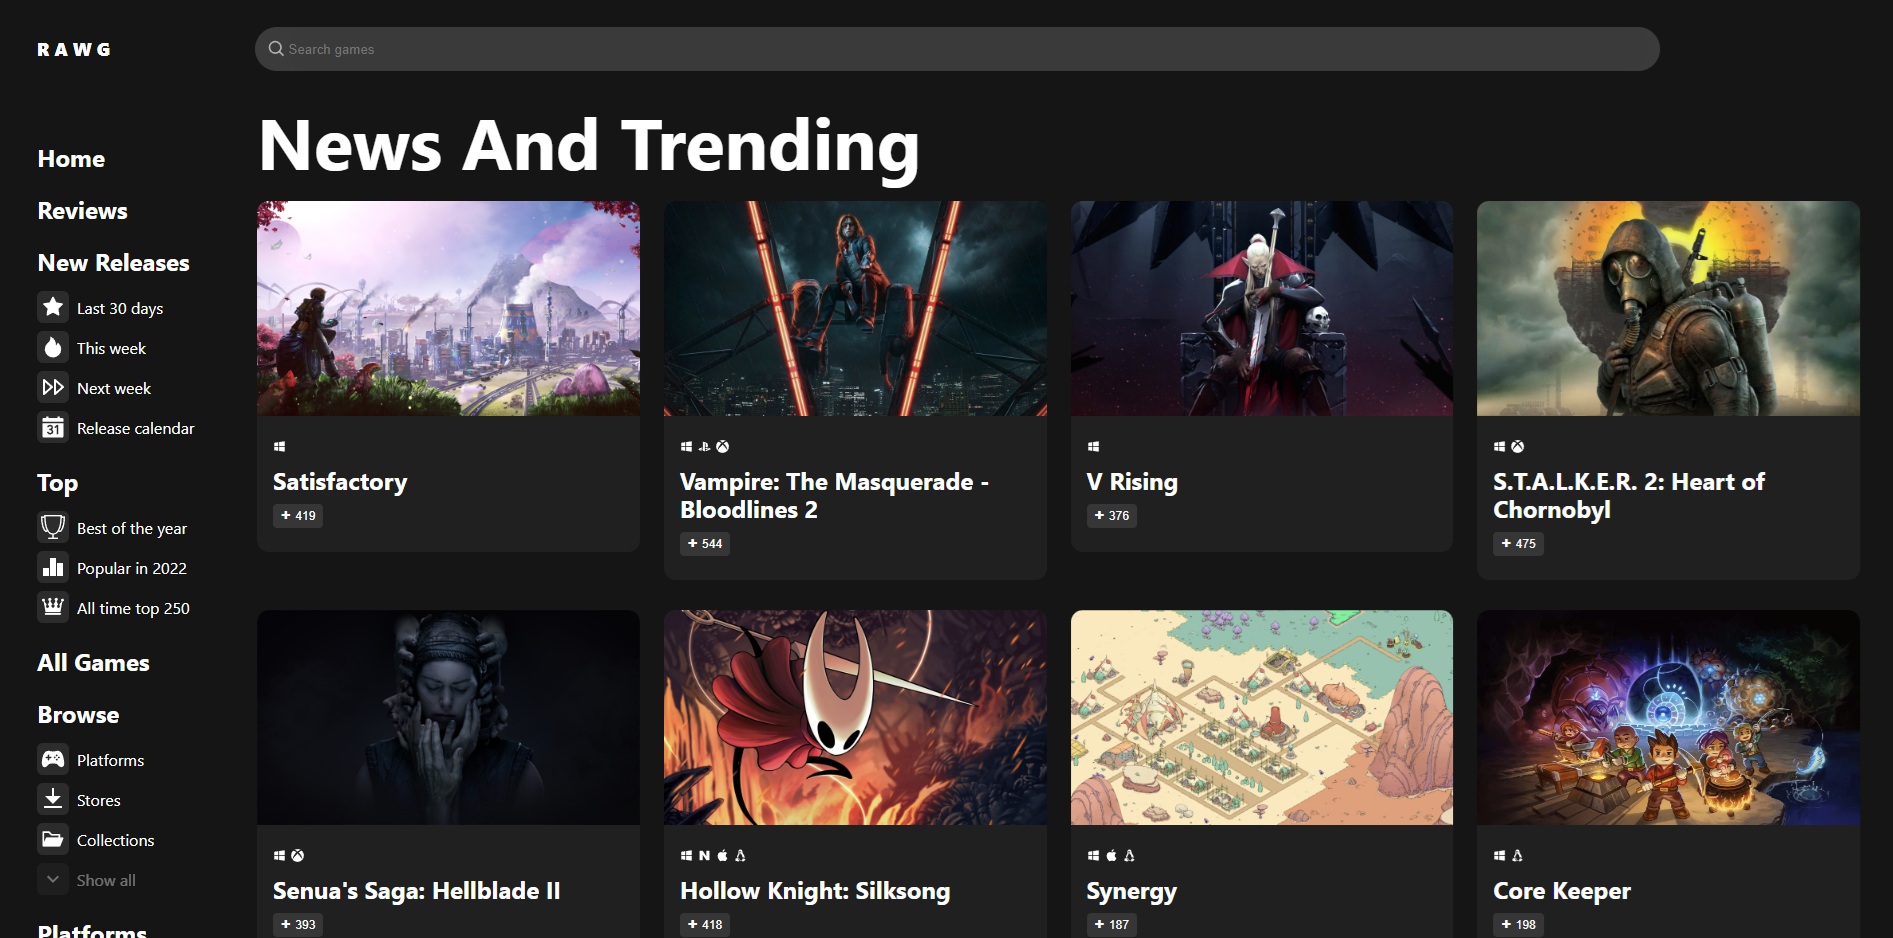 RAWG
Search games
Home
Reviews
New Releases
Last 30 days
This week
Next week
31
Release calendar
Top
Best of the year
Popular in 2022
All time top 250
All Games
Browse
Platforms
Stores
Collections
Show all
Platforms
News And Trending
Satisfactory
+ 419
Vampire: The Masquerade -
Bloodlines 2
+ 544
V Rising
+ 376
S.T.A.L.K.E.R. 2: Heart of
Chornobyl
+ 475
Senua's Saga: Hellblade II
+ 393
Hollow Knight: Silksong
+ 418
Synergy
+ 187
Core Keeper
+ 198